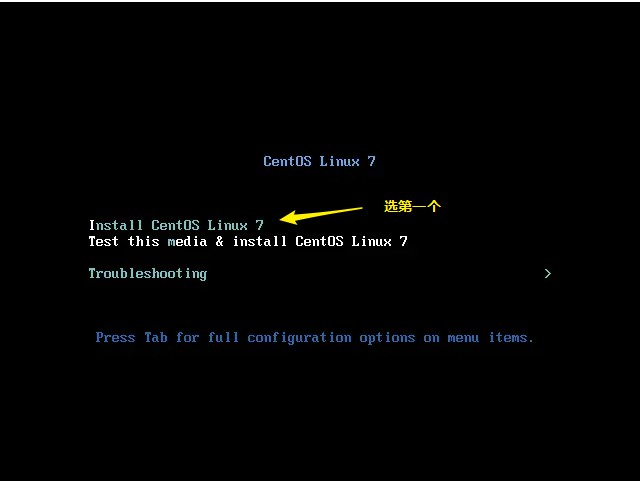 CentOS Linux 7
选第一个
Install CentOS Linux 7
Test this media & install CentOS Linux 7
Troubleshooting >
Press Tab for full configuration options on menu items.